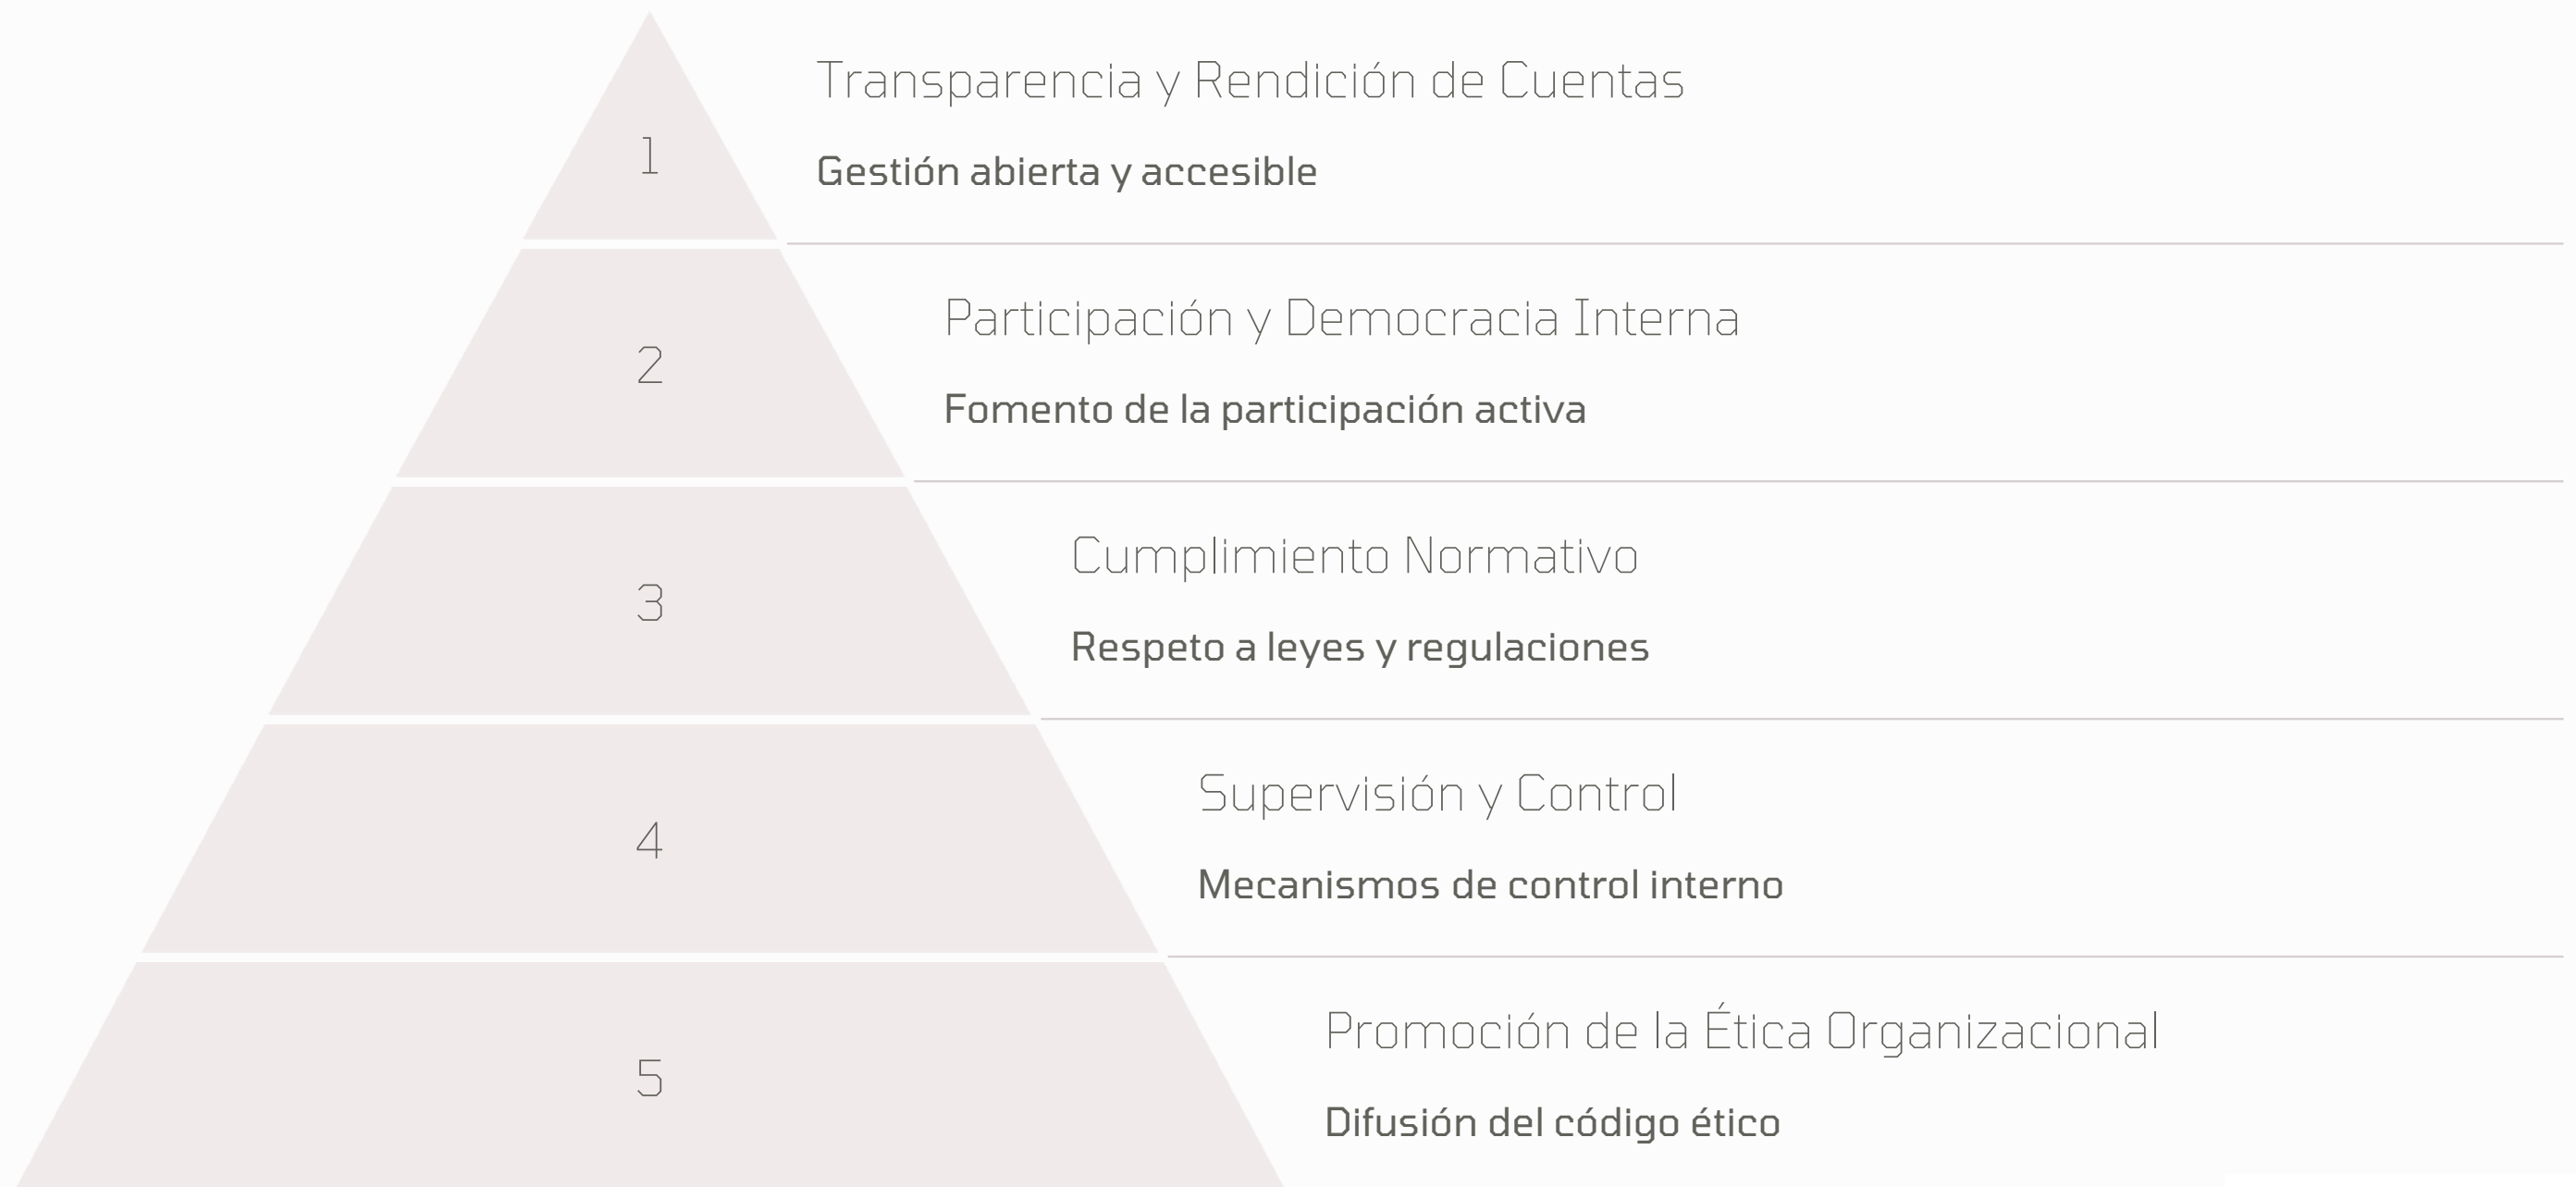 1
Transparencia y Rendición de Cuentas
Gestión abierta y accesible
2
Participación y Democracia Interna
Fomento de la participación activa
3
Cumplimiento Normativo
Respeto a leyes y regulaciones
4
Supervisión y Control
Mecanismos de control interno
5
Promoción de la Ética Organizacional
Difusión del código ético